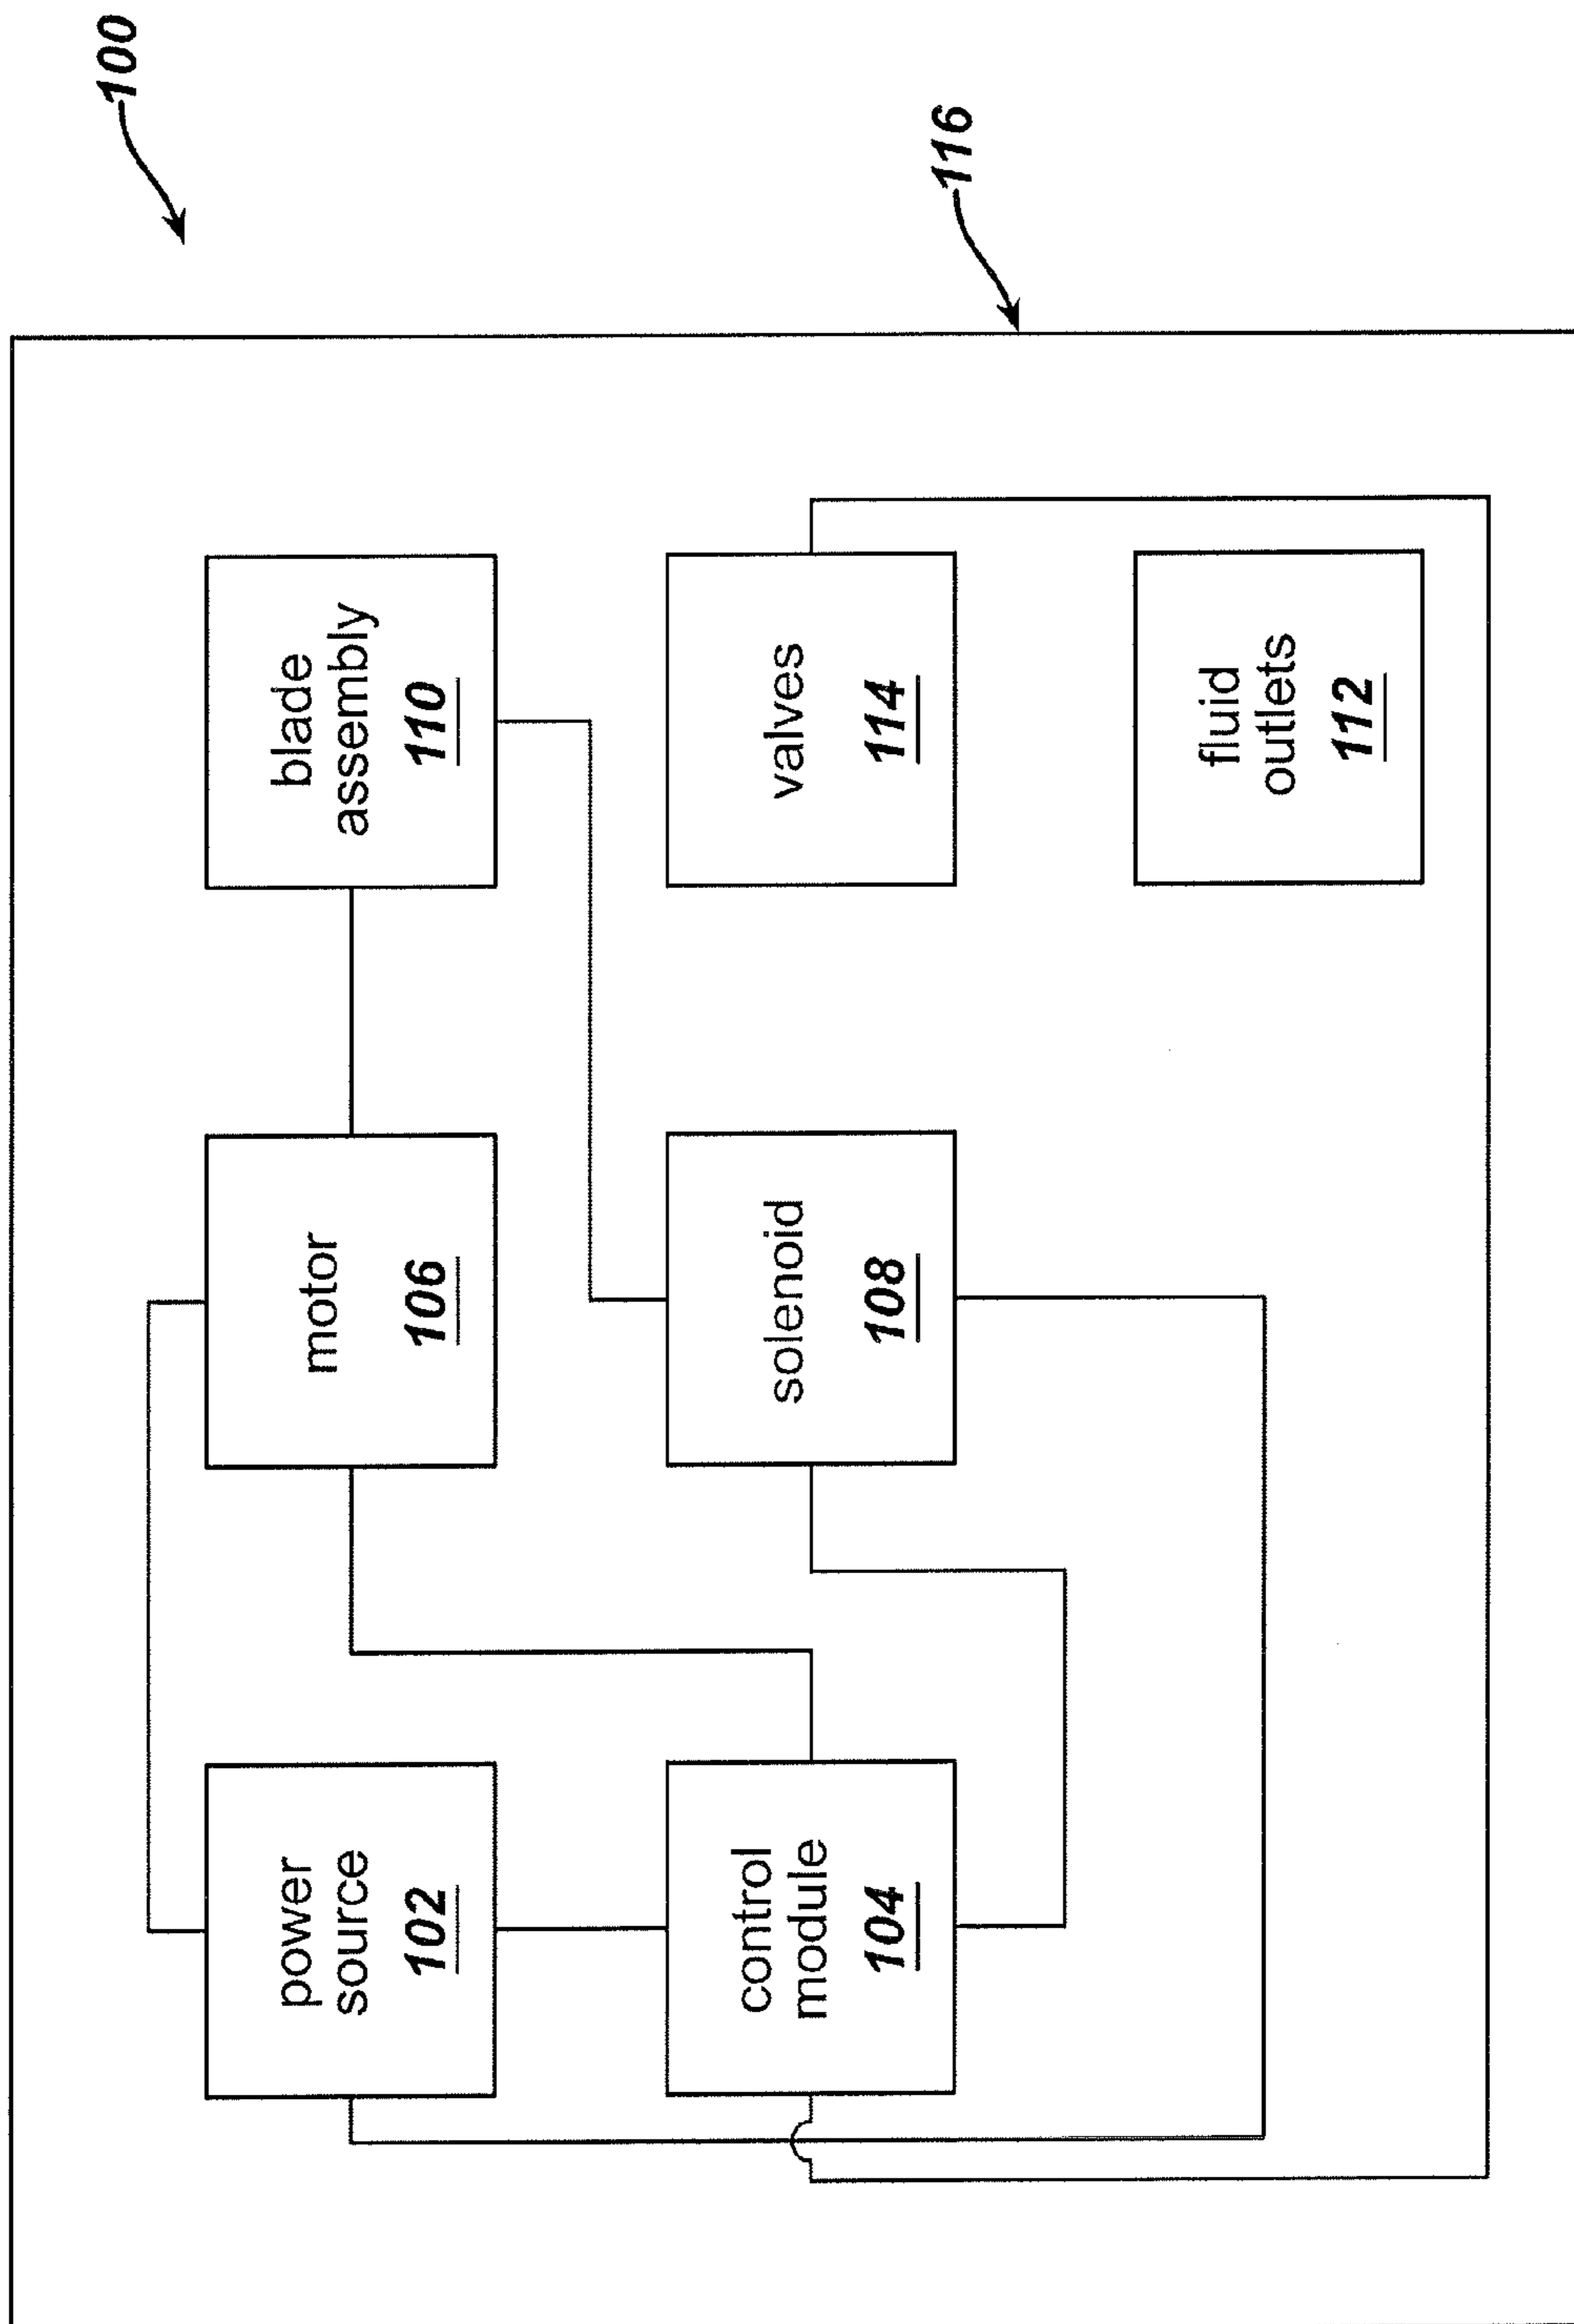 100
116
power
source
102
motor
106
blade
assembly
110
control
module
104
solenoid
108
valves
114
fluid
outlets
112